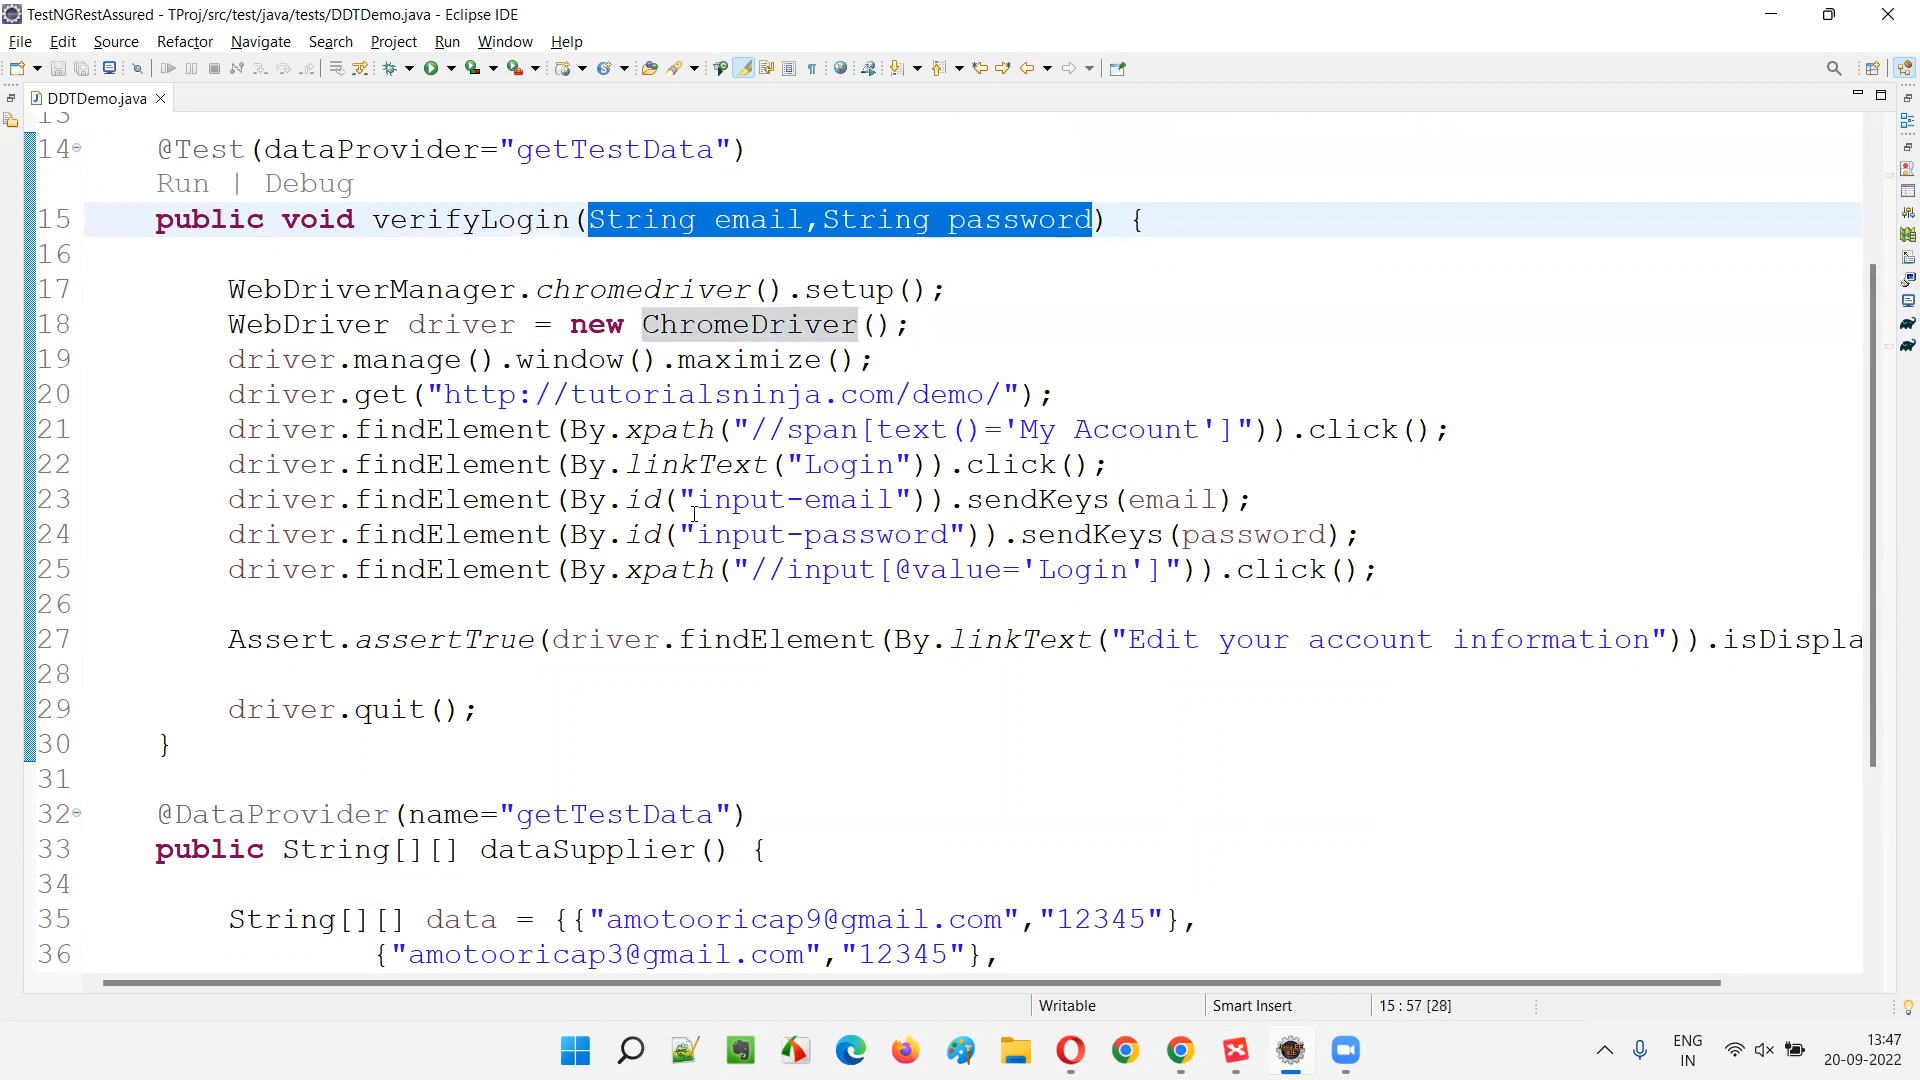 TestNGRestAssured - TProj/src/test/java/tests/DDTDemo.java - Eclipse IDE
File Edit Source Refactor Navigate Search Project Run Window Help
DDTDemo.java
13
14 @Test(dataProvider="getTestData")
Run | Debug
15 public void verifyLogin(String email,String password) {
16
17 WebDriverManager.chromedriver().setup();
18 WebDriver driver = new ChromeDriver();
19 driver.manage().window().maximize();
20 driver.get("http://tutorialsninja.com/demo/");
21 driver.findElement(By.xpath("//span[text()='My Account']")).click();
22 driver.findElement(By.linkText("Login")).click();
23 driver.findElement(By.id("input-email")).sendKeys(email);
24 driver.findElement(By.id("input-password")).sendKeys(password);
25 driver.findElement(By.xpath("//input[@value='Login']")).click();
26
27 Assert.assertTrue(driver.findElement(By.linkText("Edit your account information")).isDispla
28
29 driver.quit();
30 }
31
32 @DataProvider(name="getTestData")
33 public String[][] dataSupplier() {
34
35 String[][] data = {{"amotooricap9@gmail.com","12345"},
36 {"amotooricap3@gmail.com","12345"},
Writable Smart Insert 15 : 57 [28]
ENG
IN
13:47
20-09-2022